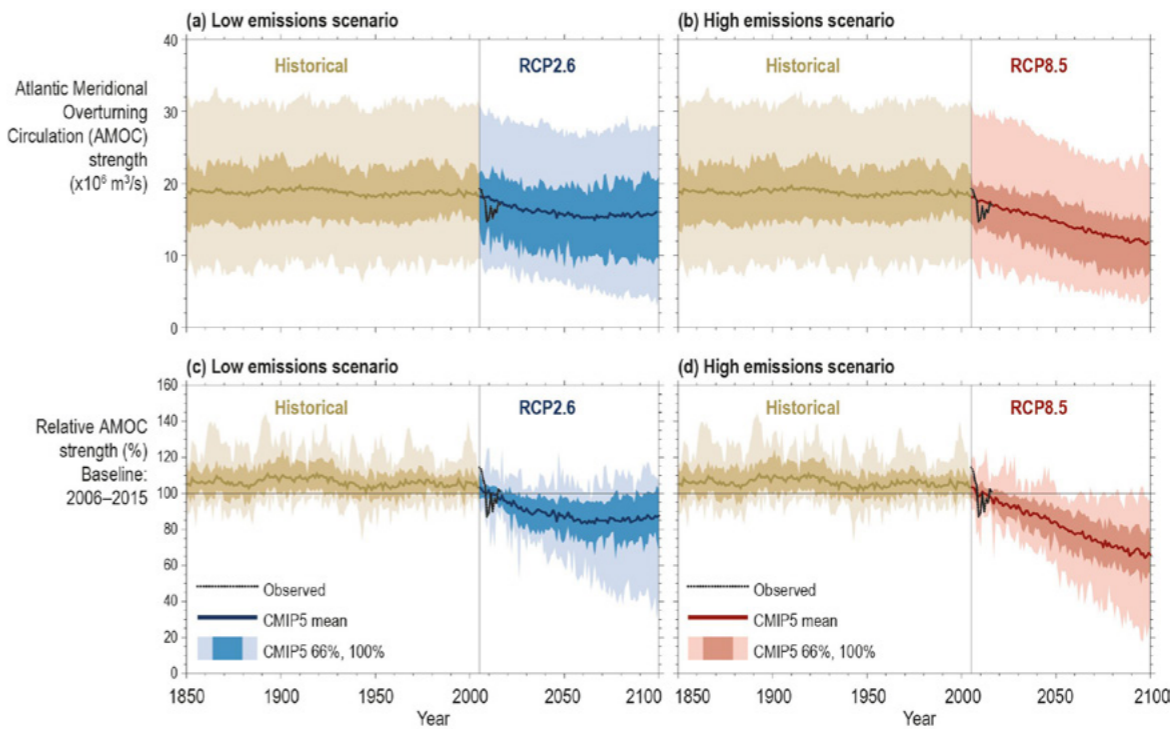 (a) Low emissions scenario
Historical
RCP2.6
Atlantic Meridional
Overturning
Circulation (AMOC)
strength
(x10⁶ m³/s)
40
30
20
10
0
(b) High emissions scenario
Historical
RCP8.5
(c) Low emissions scenario
Historical
RCP2.6
Relative AMOC
strength (%)
Baseline:
2006–2015
160
140
120
100
80
60
40
20
0
Observed
CMIP5 mean
CMIP5 66%, 100%
1850 1900 1950 2000 2050 2100
Year
(d) High emissions scenario
Historical
RCP8.5
Observed
CMIP5 mean
CMIP5 66%, 100%
1850 1900 1950 2000 2050 2100
Year